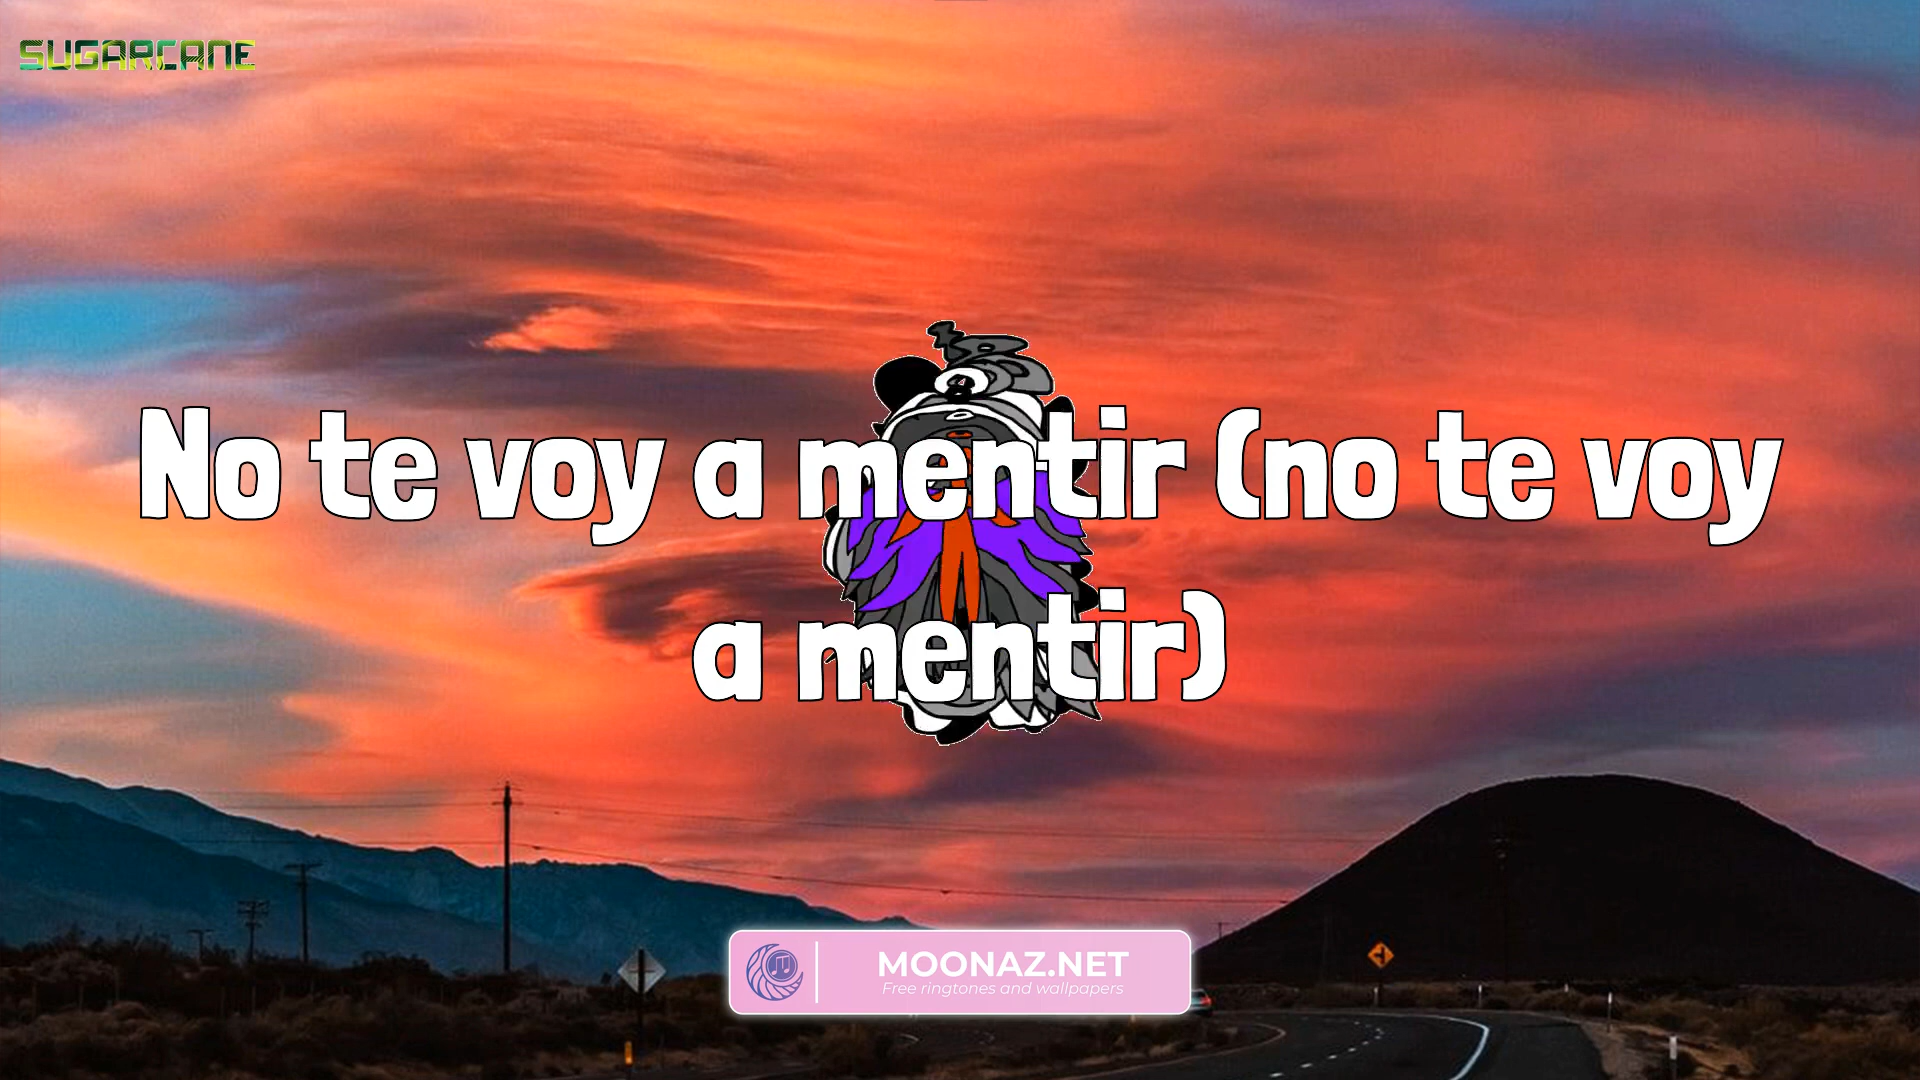 SUGARCANE
No te voy a mentir (no te voy
a mentir)
MOONAZ.NET
Free ringtones and wallpapers